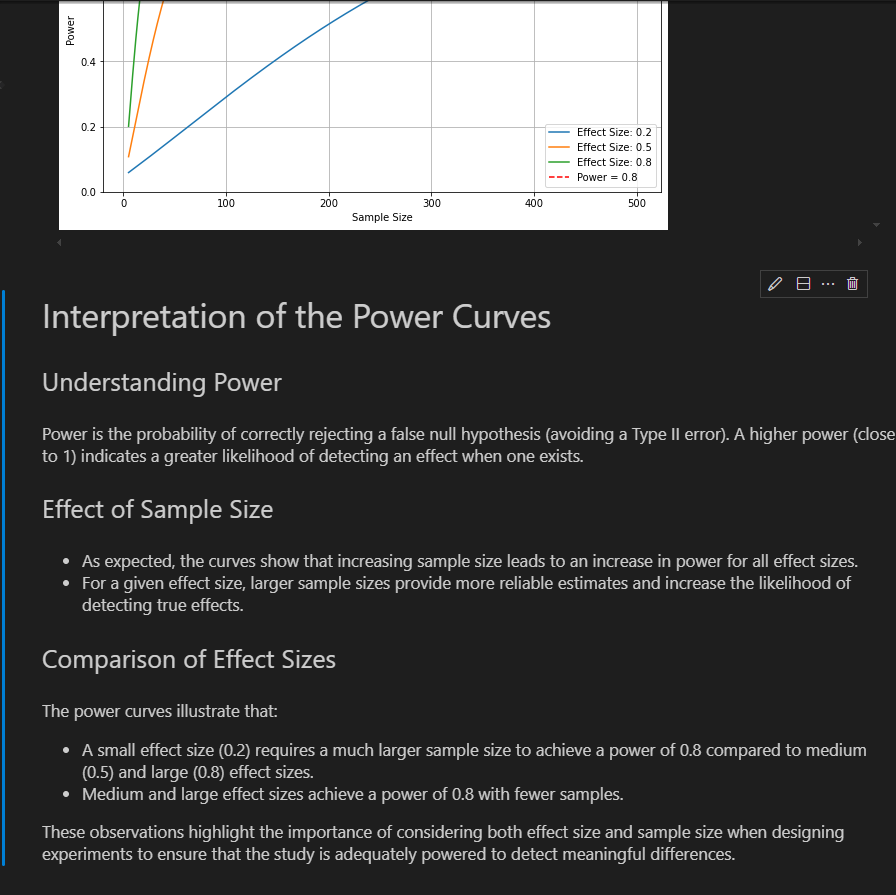 Power
0.4
0.2
0.0
Effect Size: 0.2
Effect Size: 0.5
Effect Size: 0.8
Power = 0.8
0 100 200 300 400 500
Sample Size
Interpretation of the Power Curves
Understanding Power
Power is the probability of correctly rejecting a false null hypothesis (avoiding a Type II error). A higher power (close
to 1) indicates a greater likelihood of detecting an effect when one exists.
Effect of Sample Size
• As expected, the curves show that increasing sample size leads to an increase in power for all effect sizes.
• For a given effect size, larger sample sizes provide more reliable estimates and increase the likelihood of
detecting true effects.
Comparison of Effect Sizes
The power curves illustrate that:
• A small effect size (0.2) requires a much larger sample size to achieve a power of 0.8 compared to medium
(0.5) and large (0.8) effect sizes.
• Medium and large effect sizes achieve a power of 0.8 with fewer samples.
These observations highlight the importance of considering both effect size and sample size when designing
experiments to ensure that the study is adequately powered to detect meaningful differences.